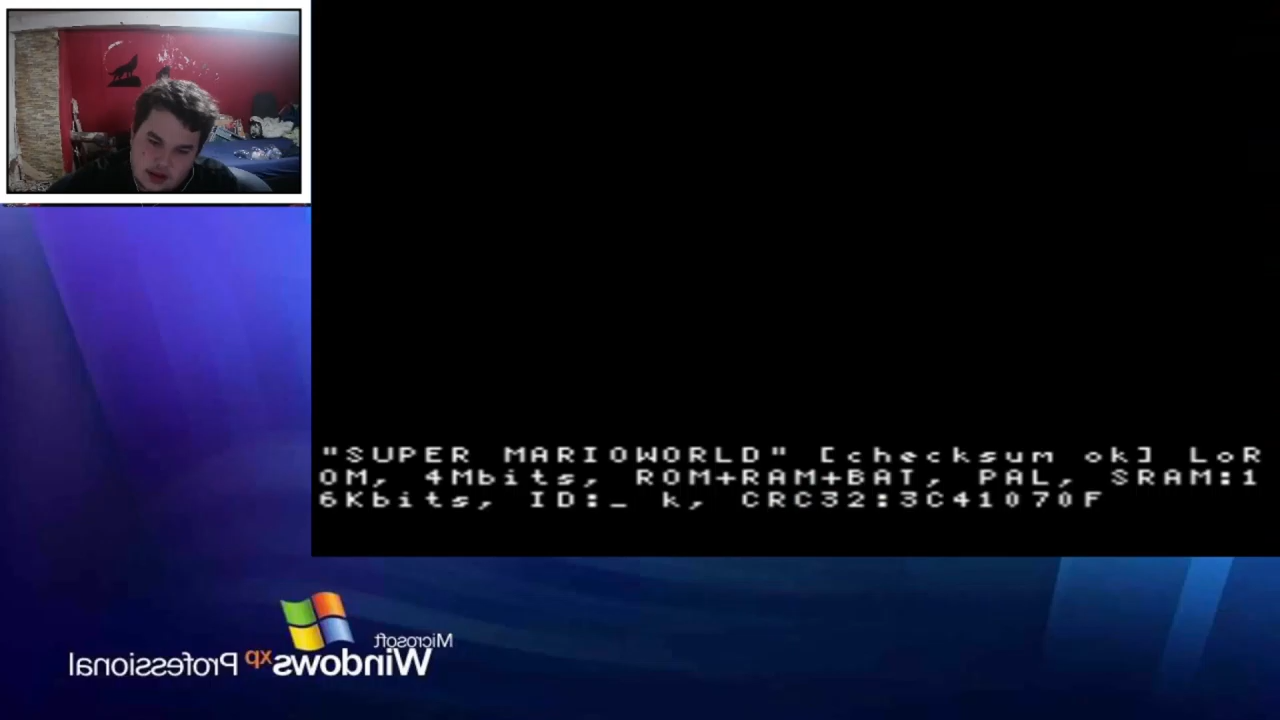 "SUPER MARIOWORLD" [checksum ok] LoR
OM, 4Mbits, ROM+RAM+BAT, PAL, SRAM:1
6Kbits, ID:_ k, CRC32:3C41070F
Microsoft
Windows xp Professional